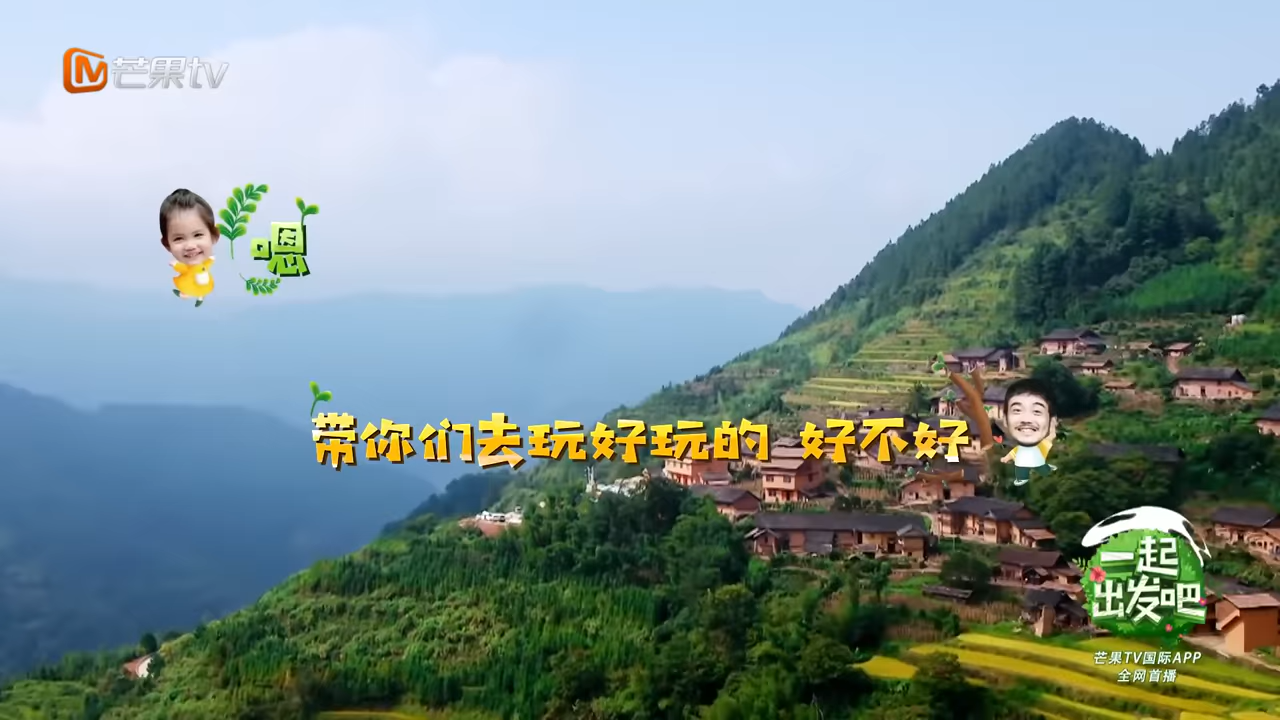 芒果tv
嗯
带你们去玩好玩的 好不好
一起
出发吧
芒果TV国际APP
全网首播